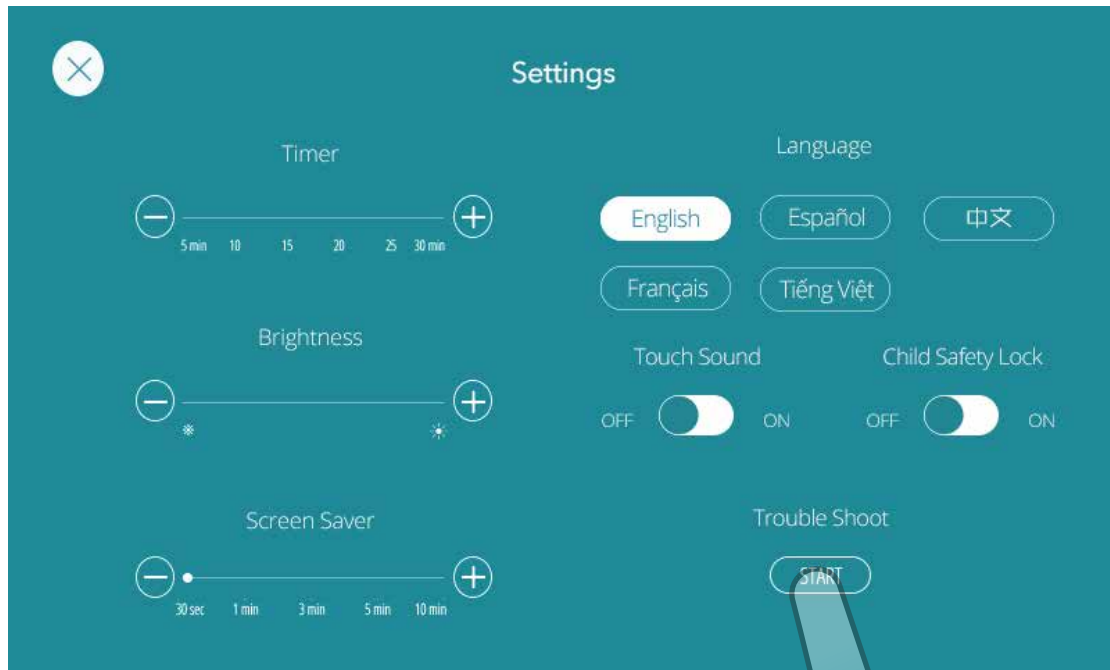 Settings
Timer
5 min 10 15 20 25 30 min
Brightness
Screen Saver
30 sec 1 min 3 min 5 min 10 min
Language
English Español 中文
Français Tiếng Việt
Touch Sound Child Safety Lock
OFF ON OFF ON
Trouble Shoot
START